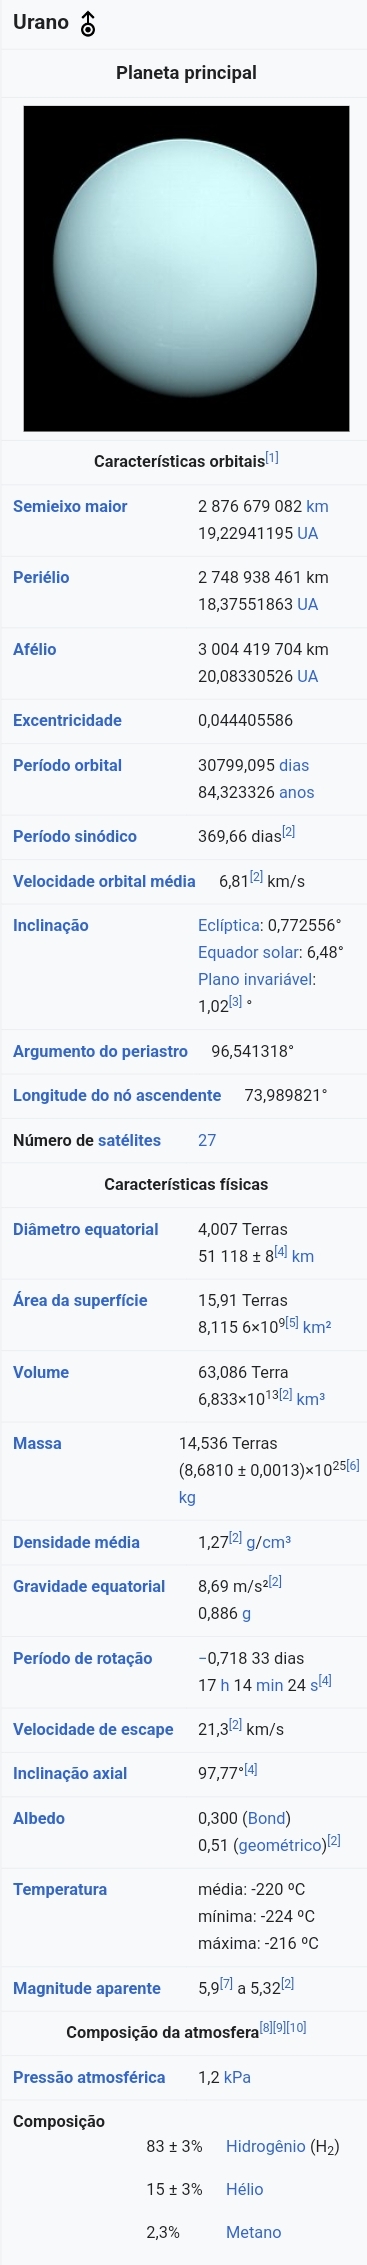 Urano
Planeta principal
Características orbitais[1]
Semieixo maior 2 876 679 082 km
19,22941195 UA
Periélio 2 748 938 461 km
18,37551863 UA
Afélio 3 004 419 704 km
20,08330526 UA
Excentricidade 0,044405586
Período orbital 30799,095 dias
84,323326 anos
Período sinódico 369,66 dias[2]
Velocidade orbital média 6,81[2] km/s
Inclinação Eclíptica: 0,772556°
Equador solar: 6,48°
Plano invariável:
1,02[3] °
Argumento do periastro 96,541318°
Longitude do nó ascendente 73,989821°
Número de satélites 27
Características físicas
Diâmetro equatorial 4,007 Terras
51 118 ± 8[4] km
Área da superfície 15,91 Terras
8,115 6×10⁹[5] km²
Volume 63,086 Terra
6,833×10¹³[2] km³
Massa 14,536 Terras
(8,6810 ± 0,0013)×10²⁵[6]
kg
Densidade média 1,27[2] g/cm³
Gravidade equatorial 8,69 m/s²[2]
0,886 g
Período de rotação −0,718 33 dias
17 h 14 min 24 s[4]
Velocidade de escape 21,3[2] km/s
Inclinação axial 97,77°[4]
Albedo 0,300 (Bond)
0,51 (geométrico)[2]
Temperatura média: -220 ºC
mínima: -224 ºC
máxima: -216 ºC
Magnitude aparente 5,9[7] a 5,32[2]
Composição da atmosfera[8][9][10]
Pressão atmosférica 1,2 kPa
Composição
83 ± 3% Hidrogênio (H₂)
15 ± 3% Hélio
2,3% Metano